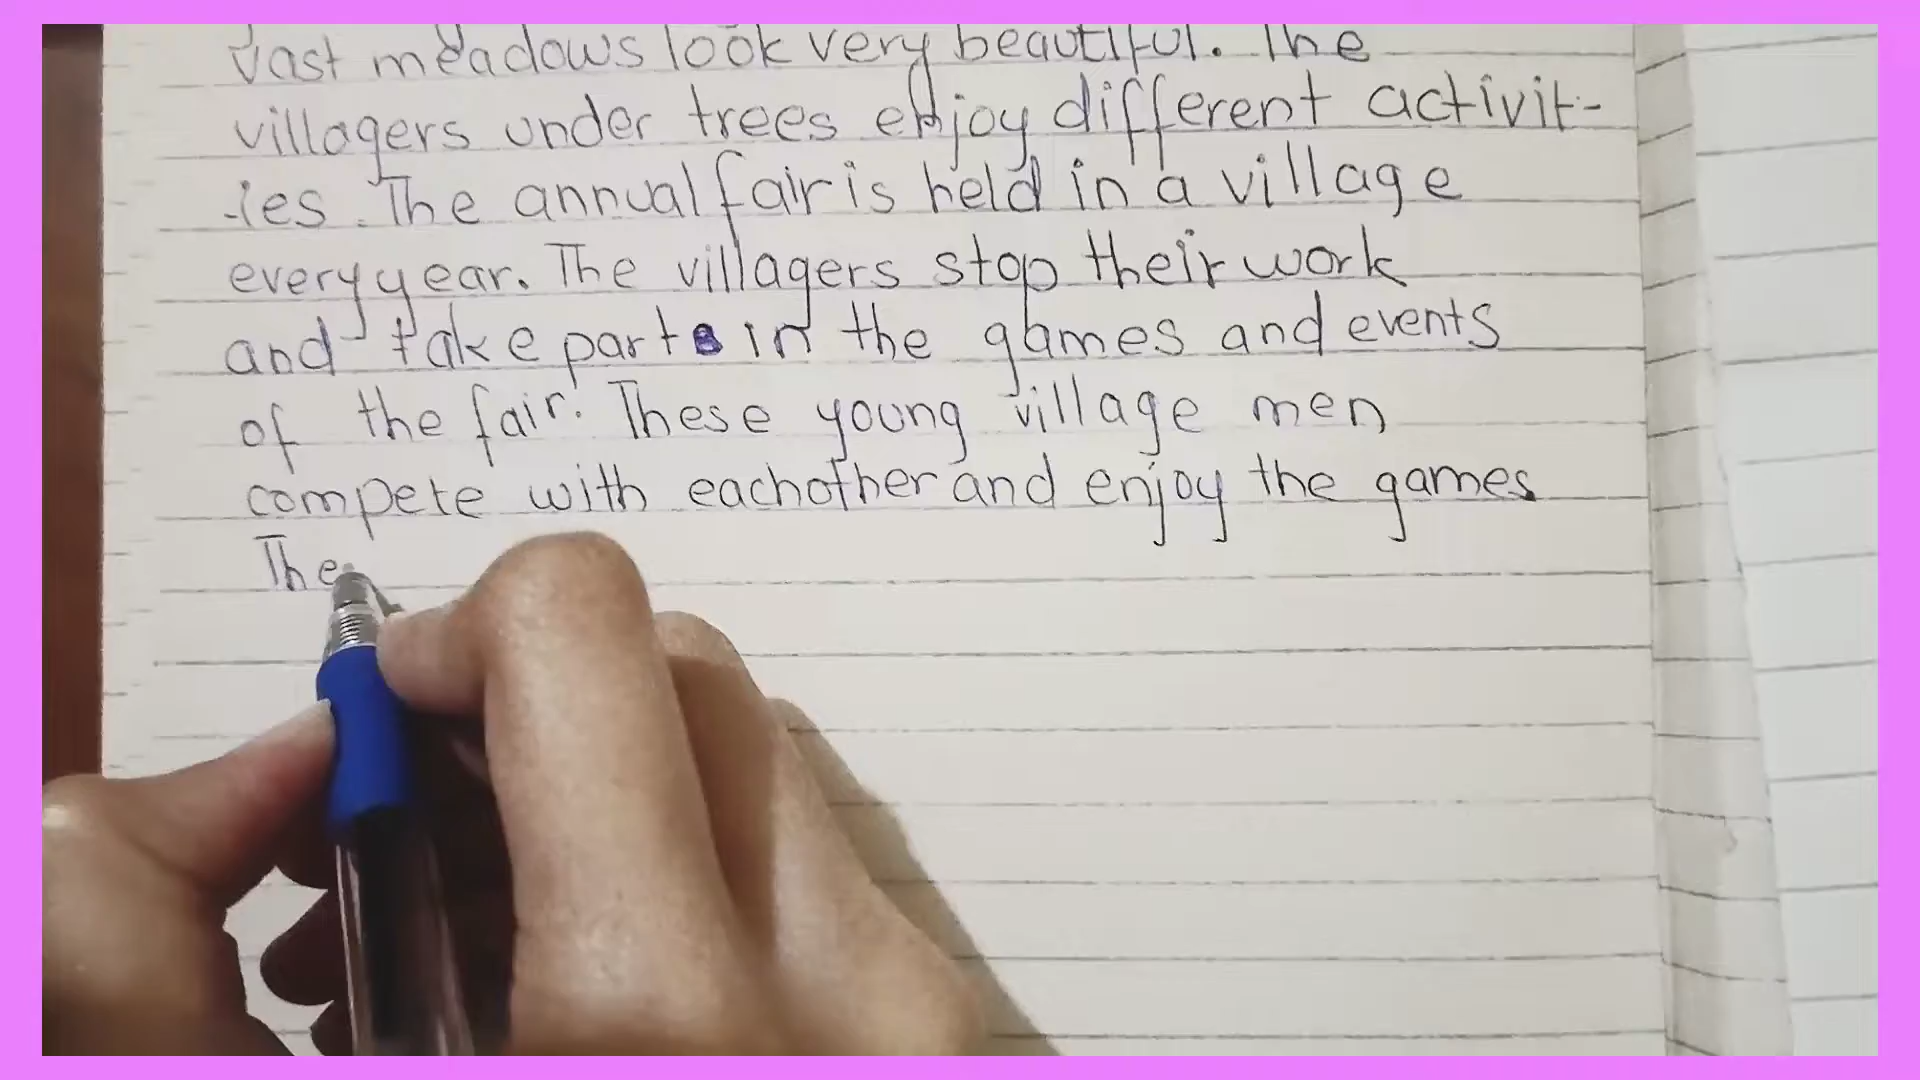 vast meadows look very beautiful. The
villagers under trees enjoy different activit-
-ies. The annual fair is held in a village
every year. The villagers stop their work
and take part in the games and events
of the fair. These young village men
compete with eachother and enjoy the games
The